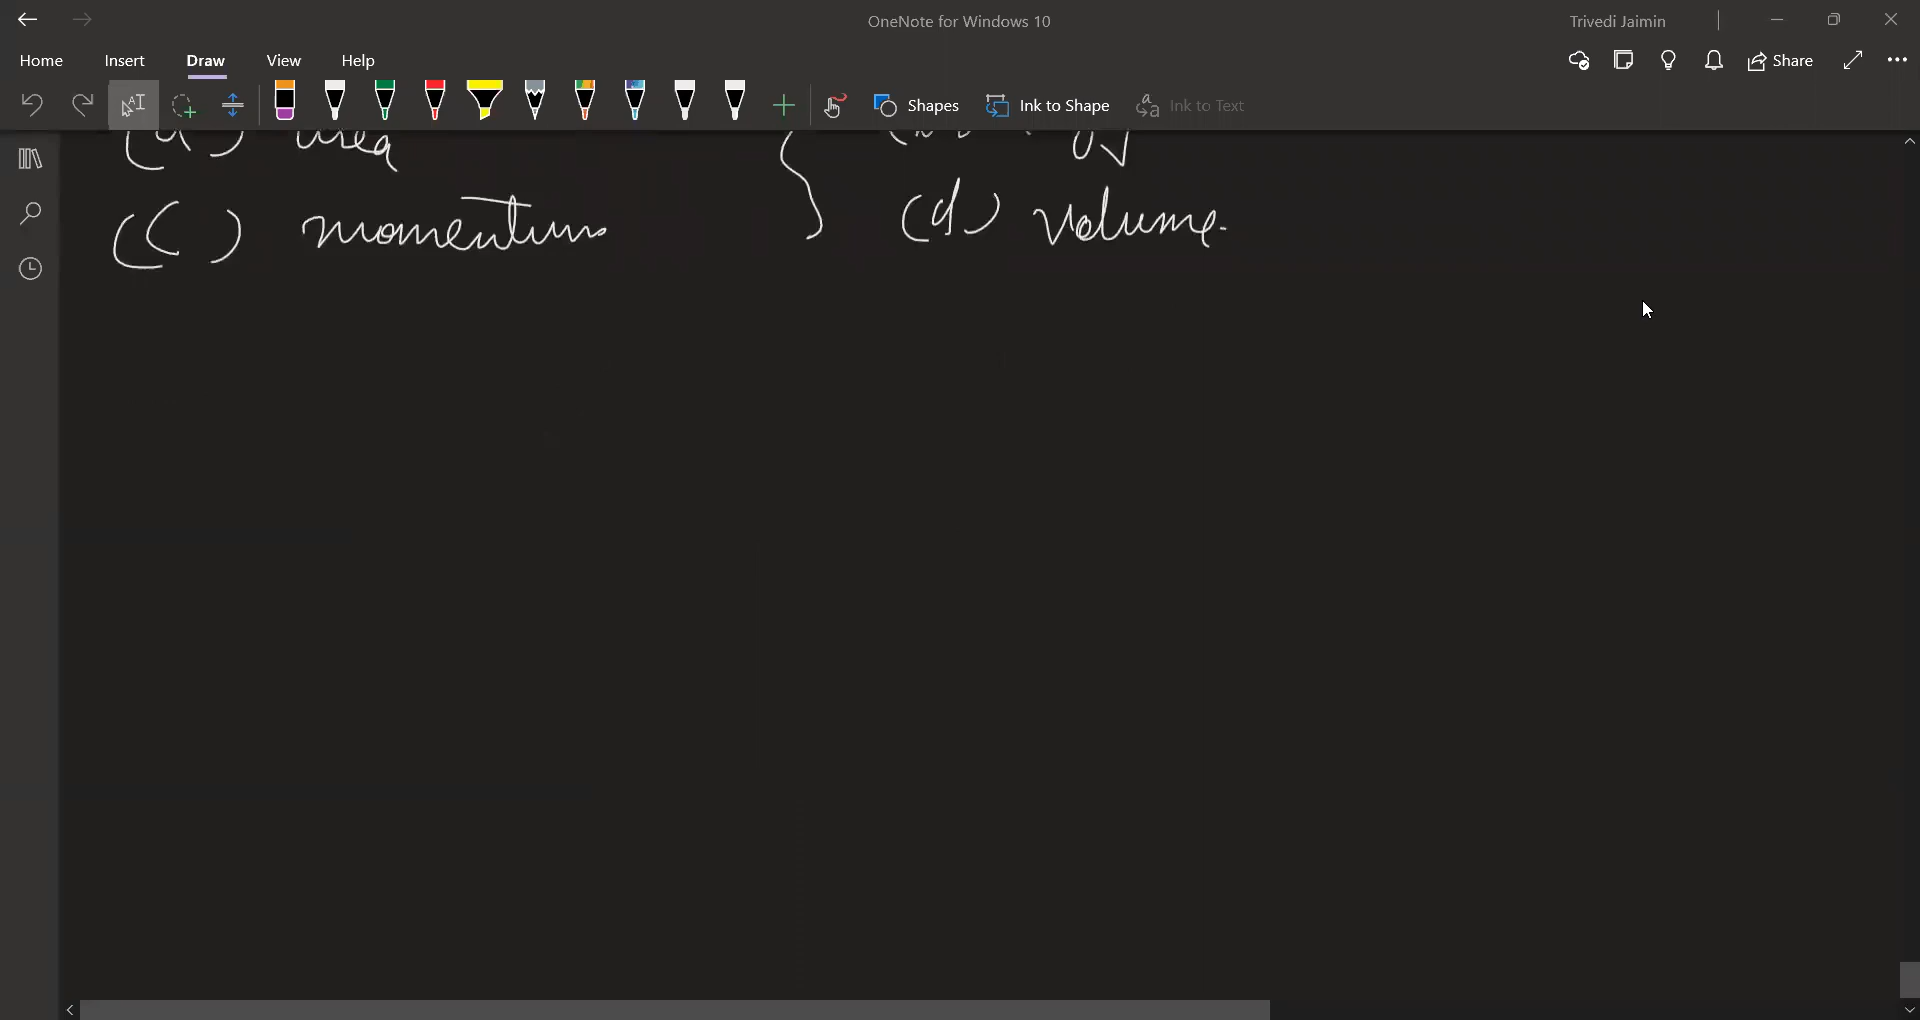 OneNote for Windows 10
Trivedi Jaimin
Home Insert Draw View Help
Share
Shapes Ink to Shape Ink to Text
(a) area
(c) momentum
(d) volume.